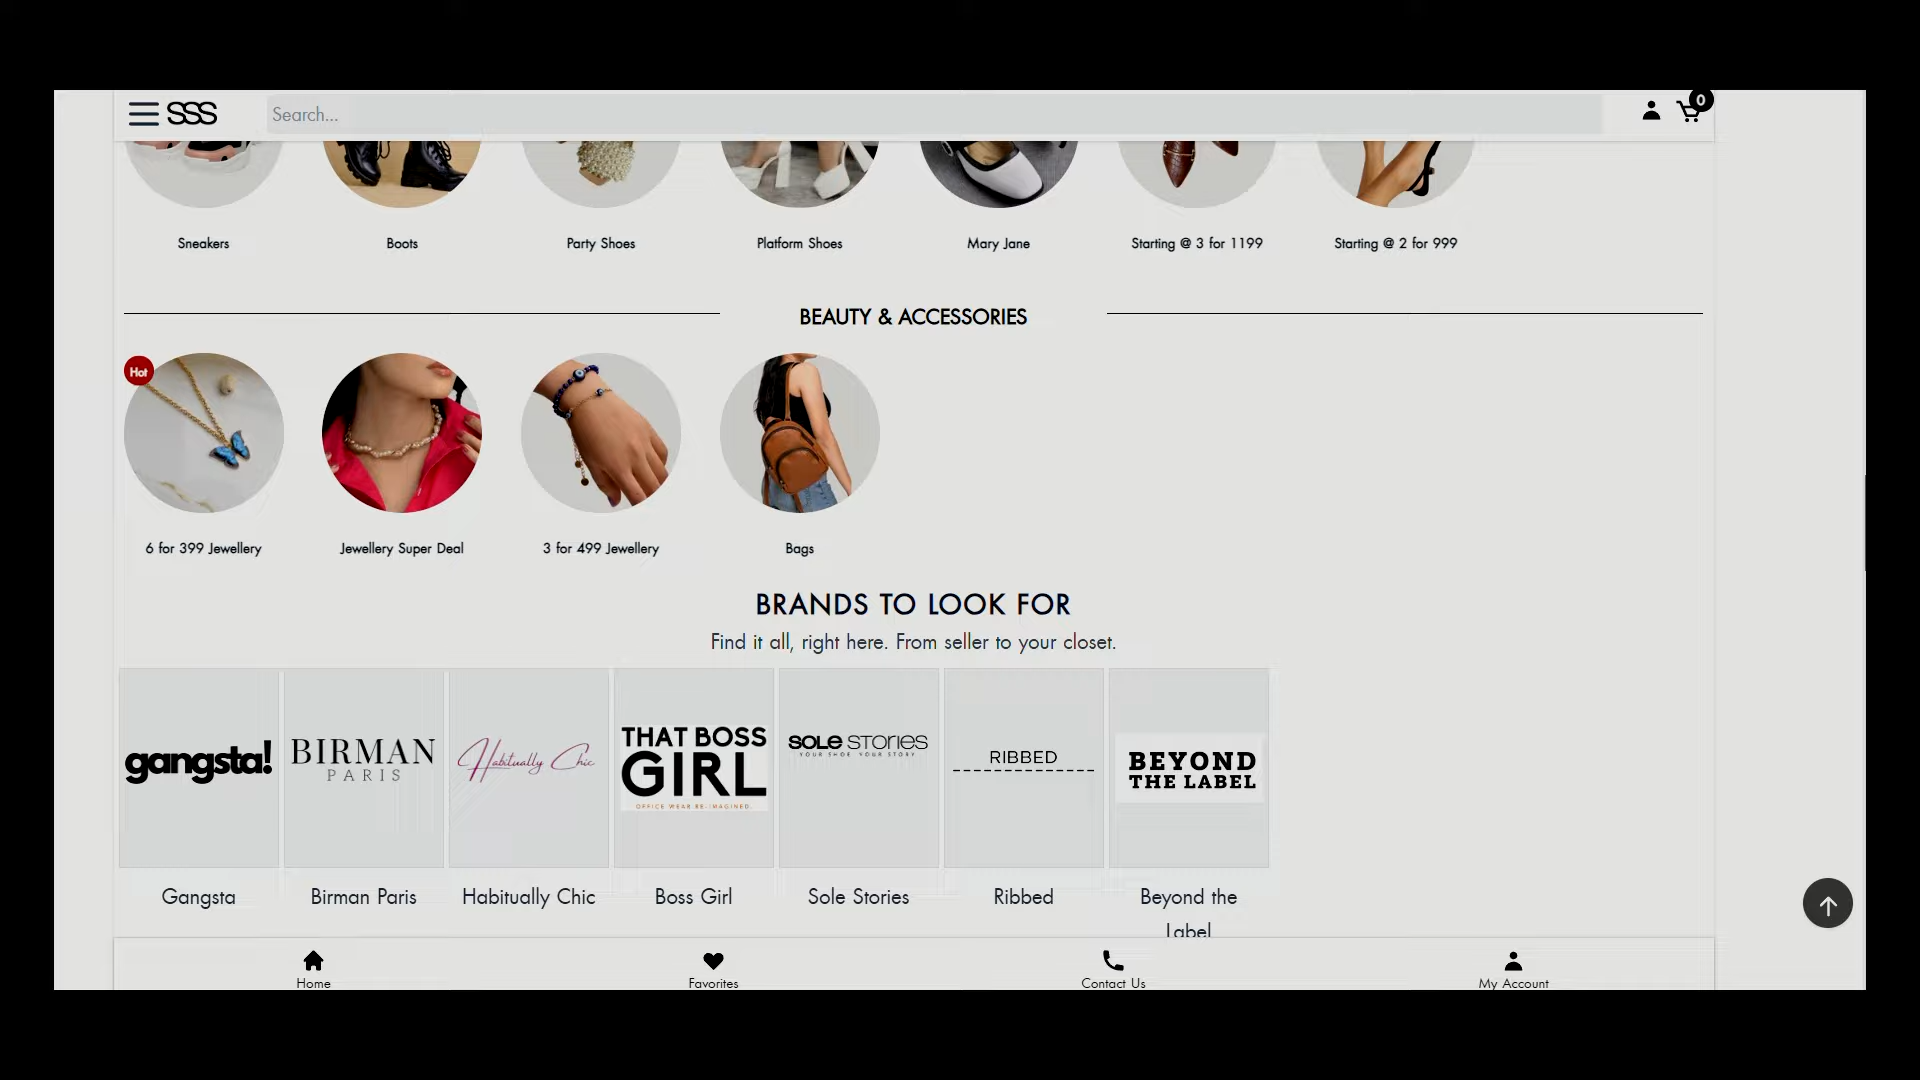 SSS
Search...
0
Sneakers
Boots
Party Shoes
Platform Shoes
Mary Jane
Starting @ 3 for 1199
Starting @ 2 for 999
BEAUTY & ACCESSORIES
Hot
6 for 399 Jewellery
Jewellery Super Deal
3 for 499 Jewellery
Bags
BRANDS TO LOOK FOR
Find it all, right here. From seller to your closet.
gangsta!
BIRMAN
PARIS
Habitually Chic
THAT BOSS
GIRL
OFFICE WEAR RE-IMAGINED.
SOLE STORIES
YOUR SHOE YOUR STORY
RIBBED
BEYOND
THE LABEL
Gangsta
Birman Paris
Habitually Chic
Boss Girl
Sole Stories
Ribbed
Beyond the
Label
Home
Favorites
Contact Us
My Account